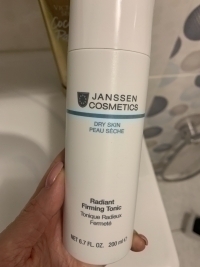 JANSSEN
COSMETICS
DRY SKIN
PEAU SÈCHE
Radiant
Firming Tonic
Tonique Radieux
Fermeté
NET 6.7 FL. OZ. 200 ml e